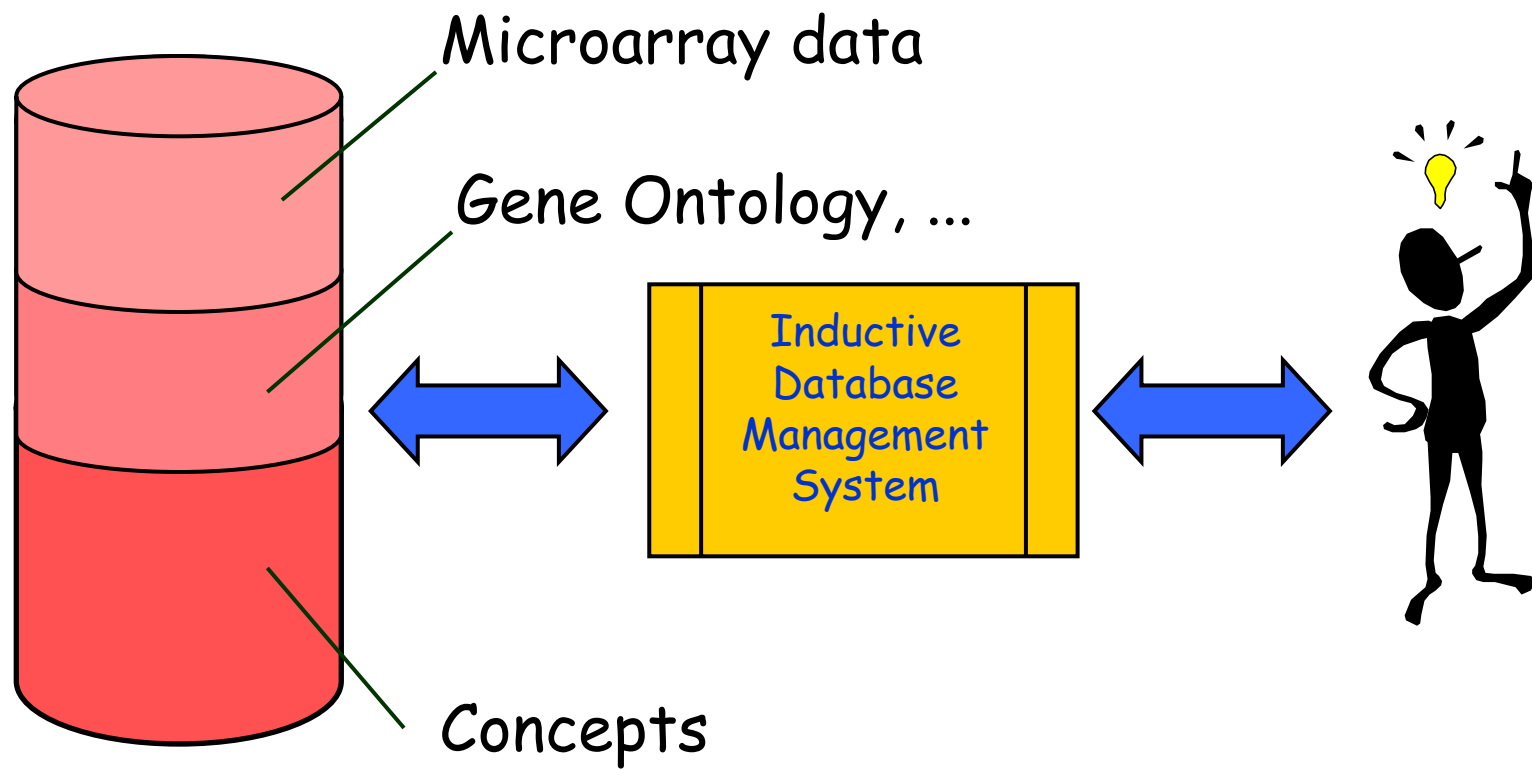 Microarray data
Gene Ontology, ...
Inductive
Database
Management
System
Concepts